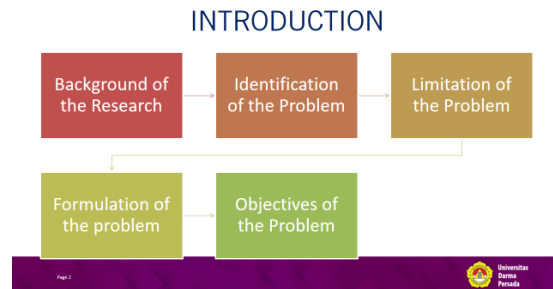 INTRODUCTION
Background of
the Research
Identification
of the Problem
Limitation of
the Problem
Formulation of
the problem
Objectives of
the Problem
Page 2
Universitas
Darma
Persada